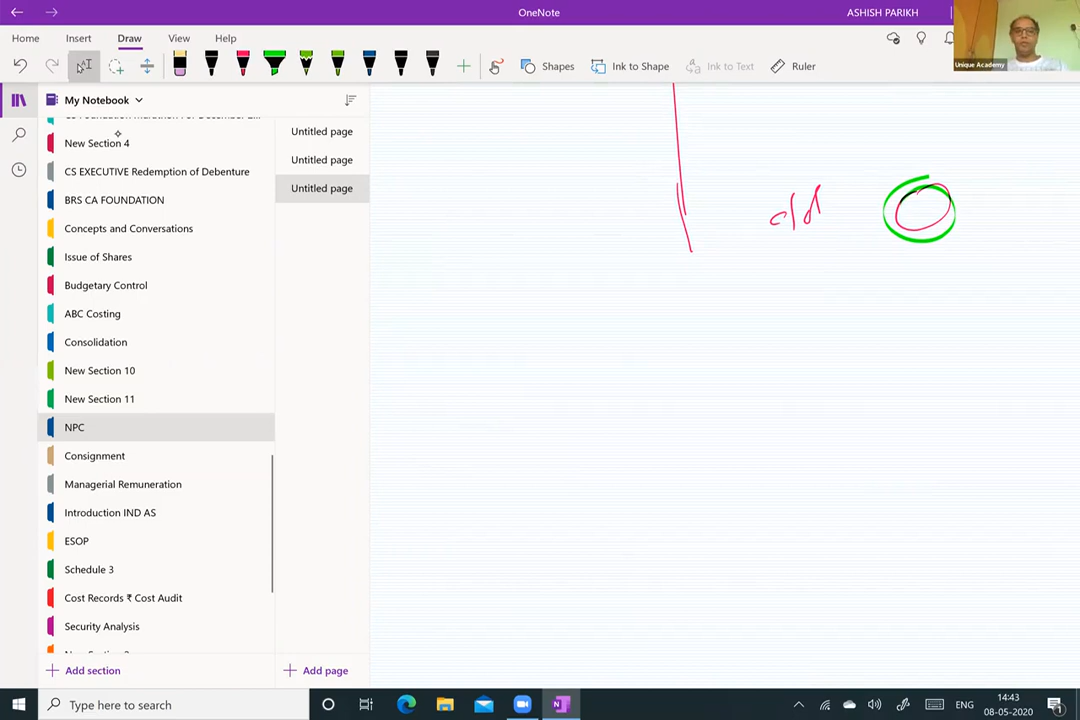 OneNote
ASHISH PARIKH
Home
Insert
Draw
View
Help
Shapes
Ink to Shape
Ink to Text
Ruler
Unique Academy
My Notebook
New Section 4
CS EXECUTIVE Redemption of Debenture
BRS CA FOUNDATION
Concepts and Conversations
Issue of Shares
Budgetary Control
ABC Costing
Consolidation
New Section 10
New Section 11
NPC
Consignment
Managerial Remuneration
Introduction IND AS
ESOP
Schedule 3
Cost Records ₹ Cost Audit
Security Analysis
Add section
Untitled page
Untitled page
Untitled page
Add page
Type here to search
ENG
14:43
08-05-2020
1